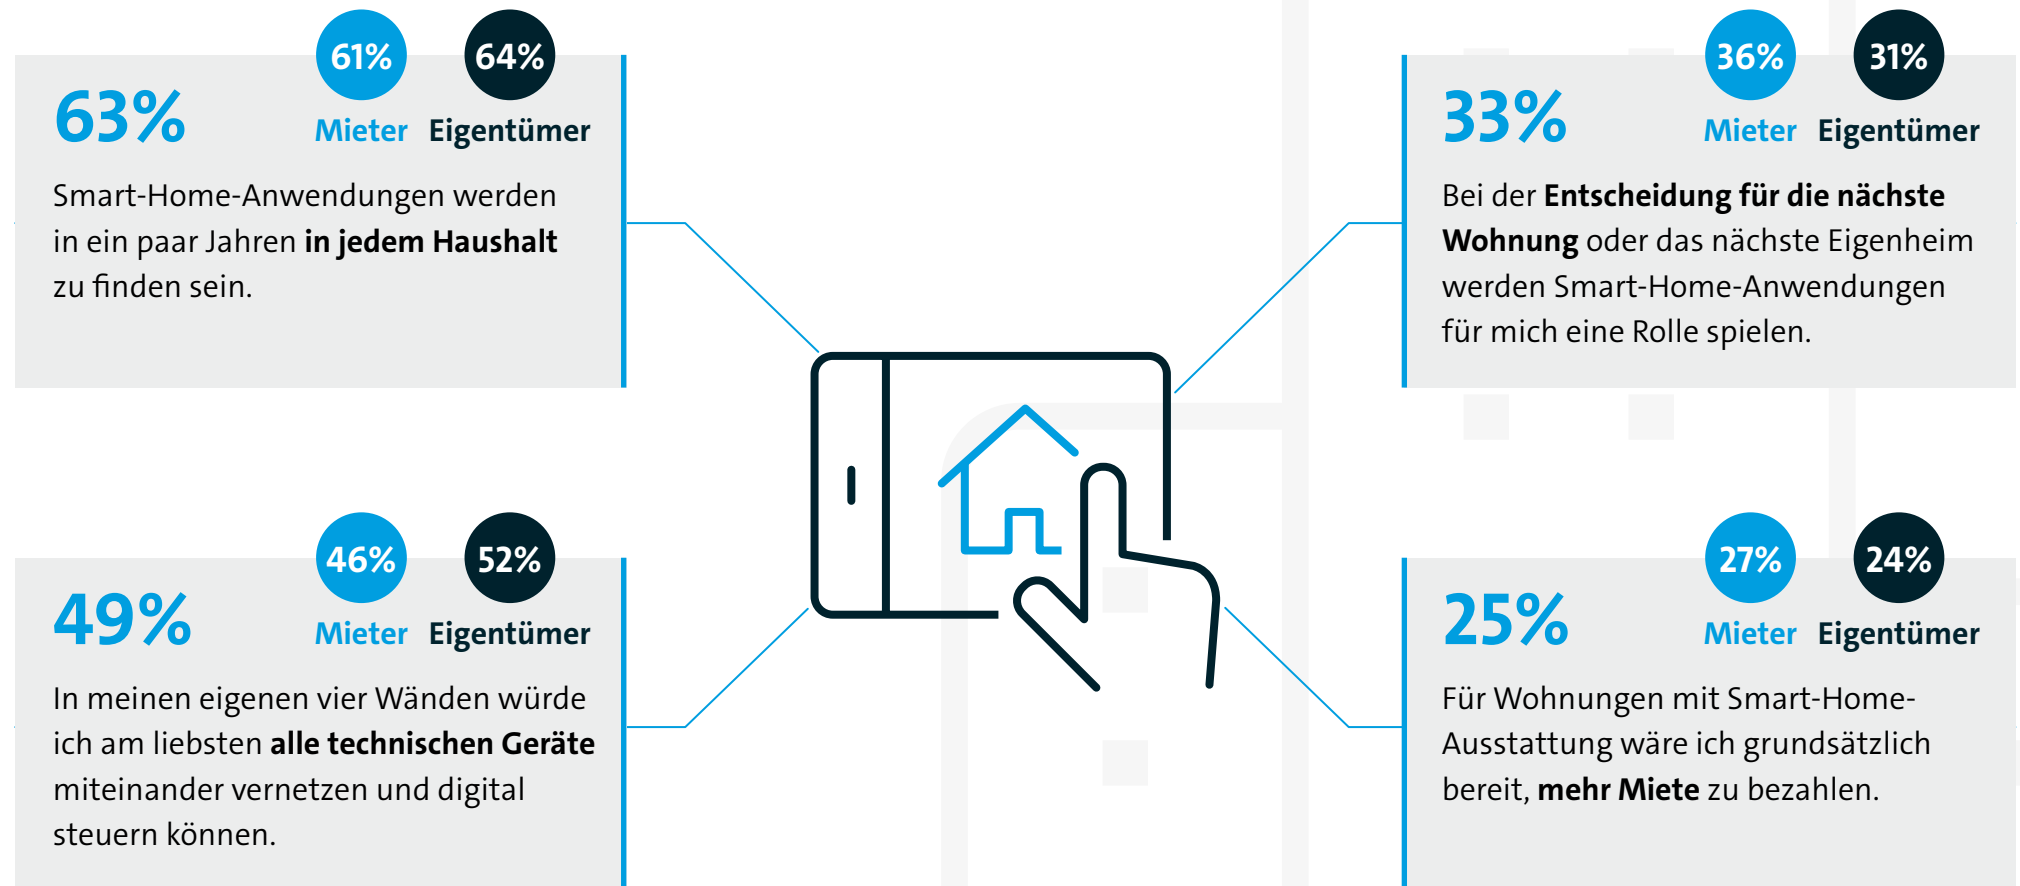 61% 64%
63%
Mieter Eigentümer
Smart-Home-Anwendungen werden
in ein paar Jahren in jedem Haushalt
zu finden sein.
36% 31%
33%
Mieter Eigentümer
Bei der Entscheidung für die nächste
Wohnung oder das nächste Eigenheim
werden Smart-Home-Anwendungen
für mich eine Rolle spielen.
46% 52%
49%
Mieter Eigentümer
In meinen eigenen vier Wänden würde
ich am liebsten alle technischen Geräte
miteinander vernetzen und digital
steuern können.
27% 24%
25%
Mieter Eigentümer
Für Wohnungen mit Smart-Home-
Ausstattung wäre ich grundsätzlich
bereit, mehr Miete zu bezahlen.